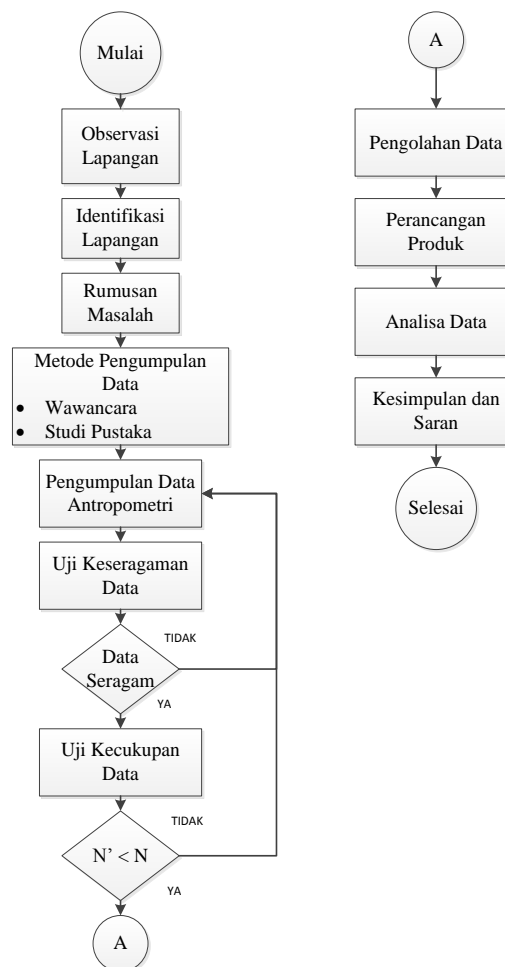 Mulai
Observasi
Lapangan
Identifikasi
Lapangan
Rumusan
Masalah
Metode Pengumpulan
Data
• Wawancara
• Studi Pustaka
Pengumpulan Data
Antropometri
Uji Keseragaman
Data
TIDAK
Data
Seragam
YA
Uji Kecukupan
Data
TIDAK
N’ < N
YA
A
A
Pengolahan Data
Perancangan
Produk
Analisa Data
Kesimpulan dan
Saran
Selesai